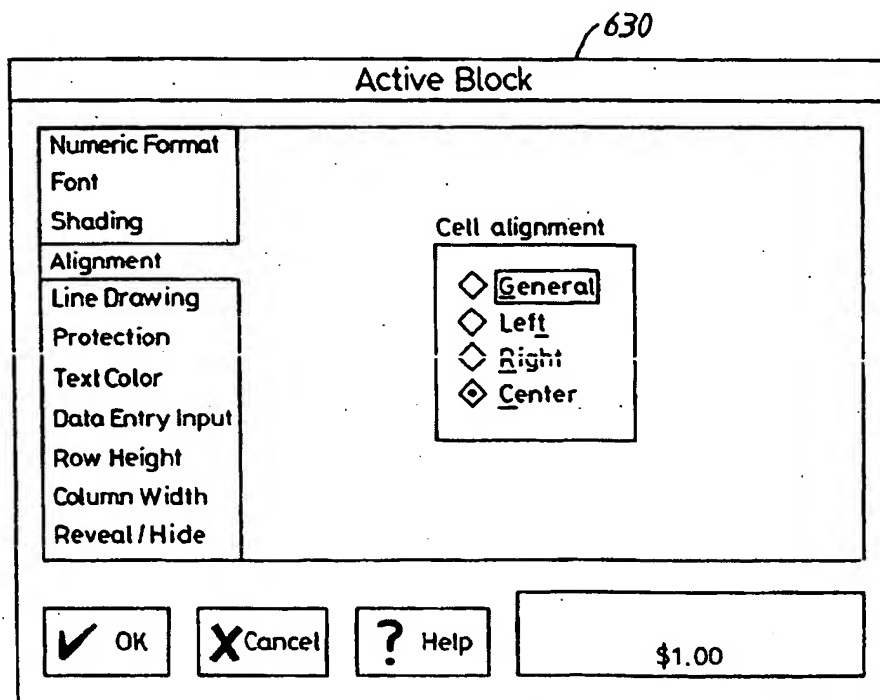 630
Active Block
Numeric Format
Font
Shading
Alignment
Line Drawing
Protection
Text Color
Data Entry Input
Row Height
Column Width
Reveal/Hide
Cell alignment
General
Left
Right
Center
OK
Cancel
Help
$1.00